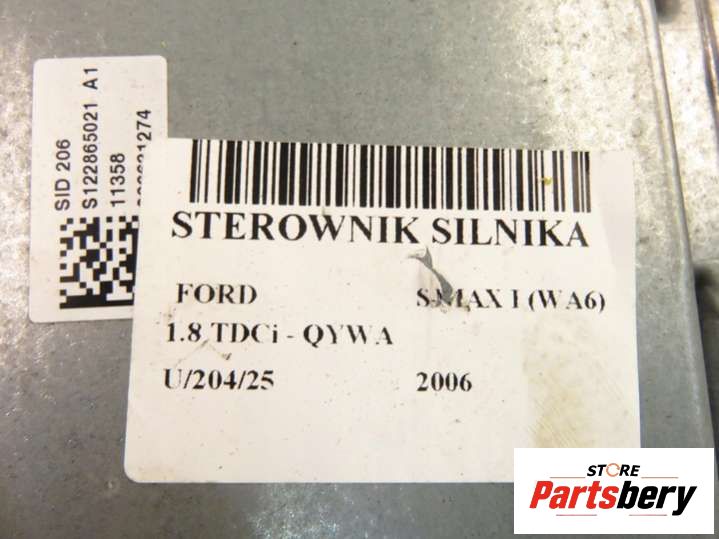 SID 206
S122865021 A1
11358
STEROWNIK SILNIKA
FORD S-MAX I (WA6)
1.8 TDCi - QYWA
U/204/25 2006
STORE
Partsbery